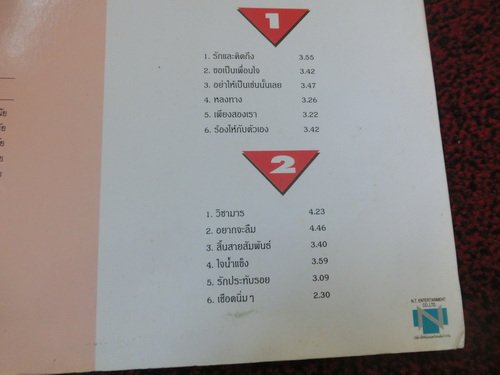 1
1. รักและคิดถึง 3.55
2. ขอเป็นเพื่อนใจ 3.42
3. อย่าให้เป็นเช่นนั้นเลย 3.47
4. หลงทาง 3.26
5. เพียงสองเรา 3.22
6. ร้องไห้กับตัวเอง 3.42
2
1. วิชามาร 4.23
2. อยากจะลืม 4.46
3. สิ้นสายสัมพันธ์ 3.40
4. ใจน้ำแข็ง 3.59
5. รักประทับรอย 3.09
6. เชือดนิ่มๆ 2.30
N.T. ENTERTAINMENT
CO.,LTD.
N